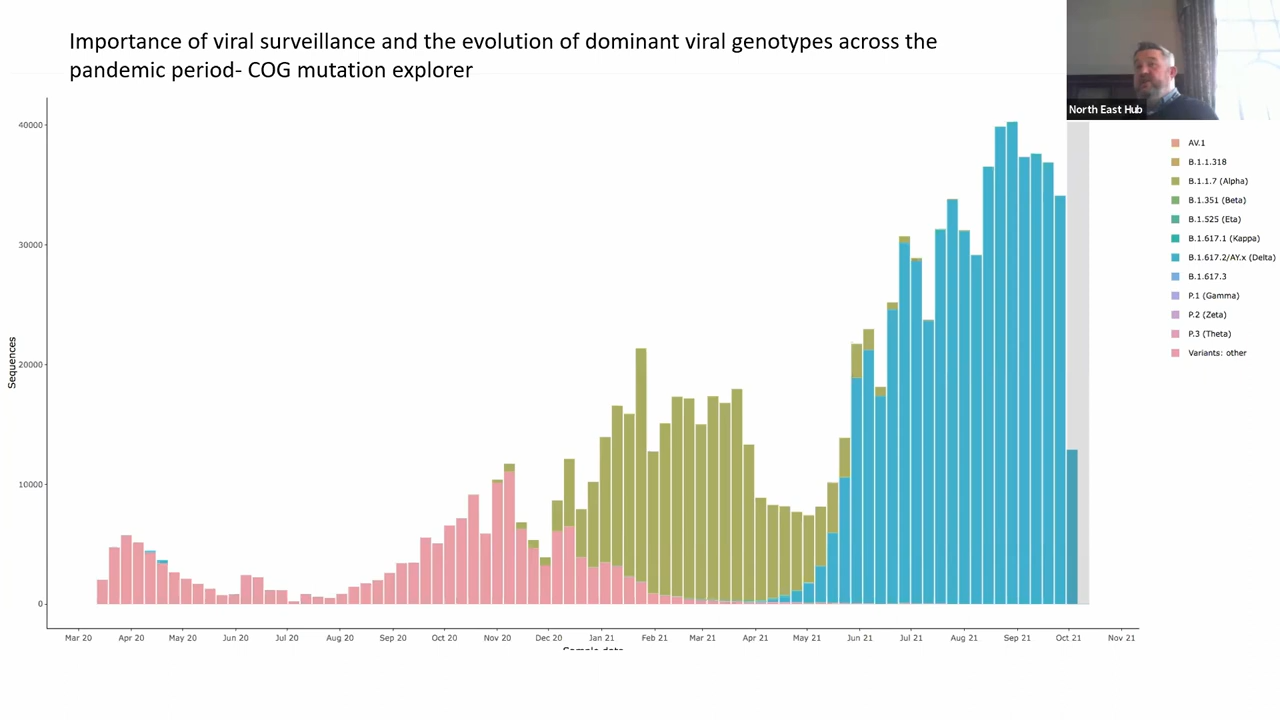 Importance of viral surveillance and the evolution of dominant viral genotypes across the
pandemic period- COG mutation explorer
North East Hub
40000
30000
20000
10000
0
Sequences
Mar 20 Apr 20 May 20 Jun 20 Jul 20 Aug 20 Sep 20 Oct 20 Nov 20 Dec 20 Jan 21 Feb 21 Mar 21 Apr 21 May 21 Jun 21 Jul 21 Aug 21 Sep 21 Oct 21 Nov 21
Sample date
AV.1
B.1.1.318
B.1.1.7 (Alpha)
B.1.351 (Beta)
B.1.525 (Eta)
B.1.617.1 (Kappa)
B.1.617.2/AY.x (Delta)
B.1.617.3
P.1 (Gamma)
P.2 (Zeta)
P.3 (Theta)
Variants: other